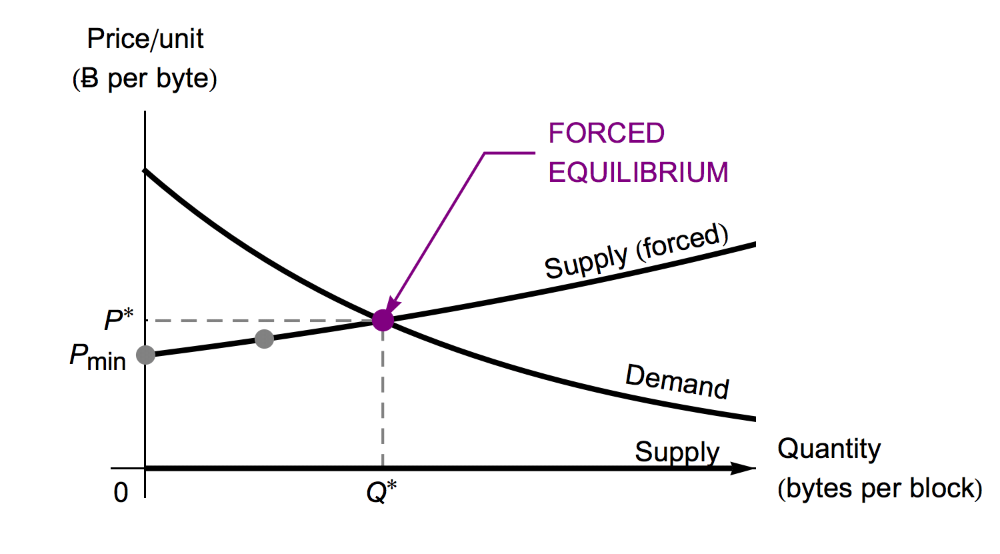 Price/unit
(Ƀ per byte)
FORCED
EQUILIBRIUM
Supply (forced)
P*
Pmin
Demand
Supply
Quantity
(bytes per block)
0
Q*